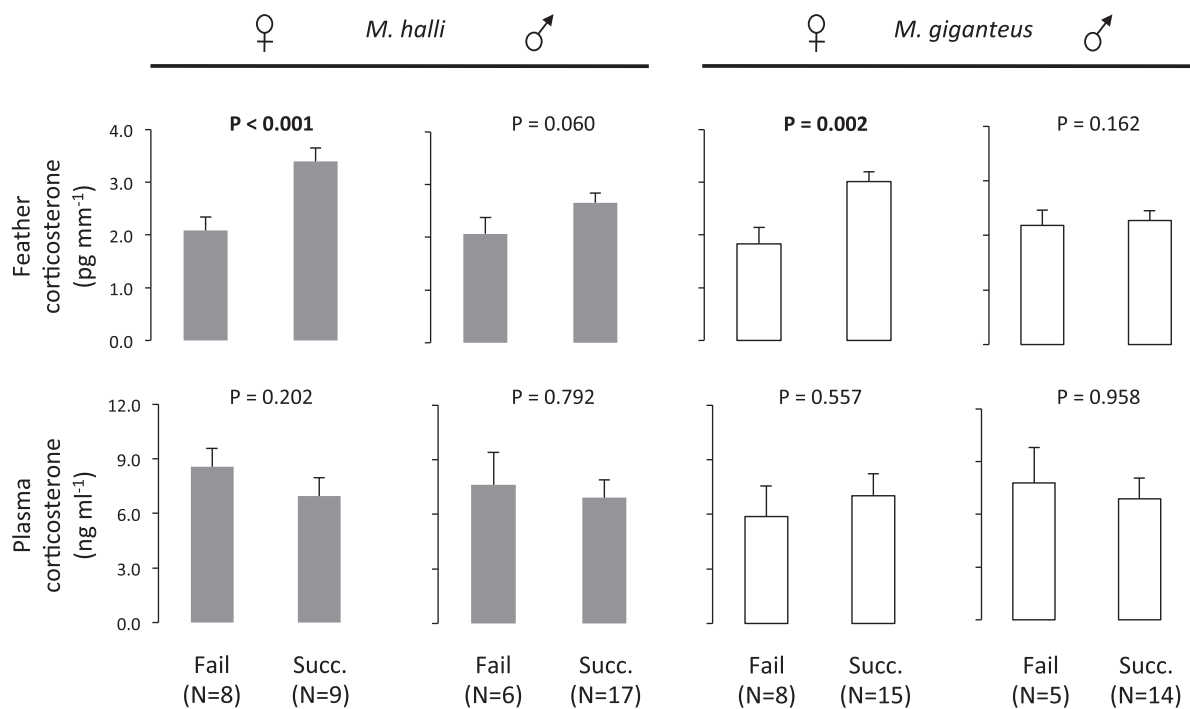 ♀ M. halli ♂ ♀ M. giganteus ♂
P < 0.001 P = 0.060 P = 0.002 P = 0.162
Feather
corticosterone
(pg mm⁻¹)
4.0
3.0
2.0
1.0
0.0
P = 0.202 P = 0.792 P = 0.557 P = 0.958
Plasma
corticosterone
(ng ml⁻¹)
12.0
9.0
6.0
3.0
0.0
Fail Succ. Fail Succ. Fail Succ. Fail Succ.
(N=8) (N=9) (N=6) (N=17) (N=8) (N=15) (N=5) (N=14)